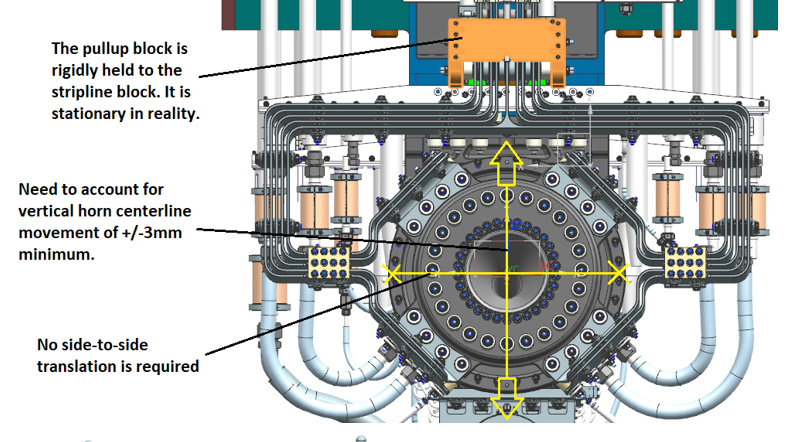 The pullup block is
rigidly held to the
stripline block. It is
stationary in reality.
Need to account for
vertical horn centerline
movement of +/-3mm
minimum.
No side-to-side
translation is required